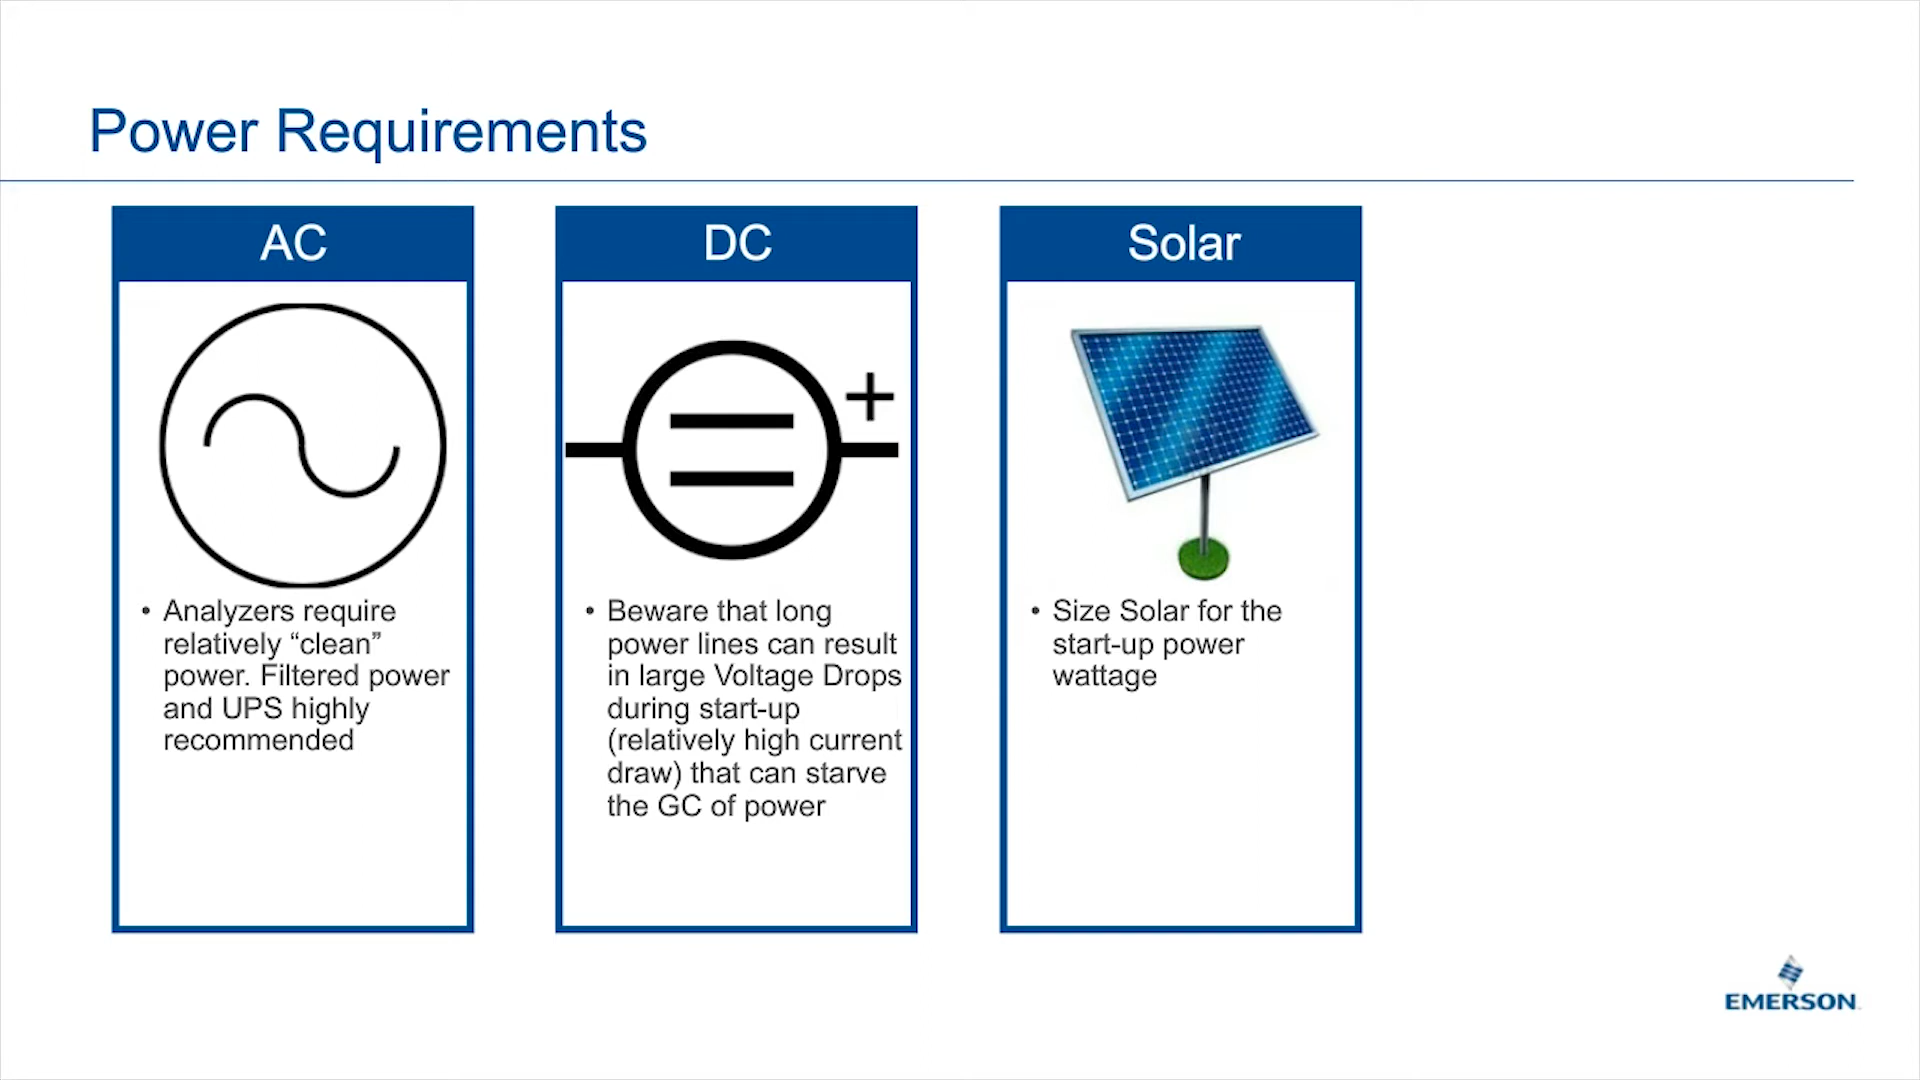 Power Requirements
AC
• Analyzers require
relatively “clean”
power. Filtered power
and UPS highly
recommended
DC
+
• Beware that long
power lines can result
in large Voltage Drops
during start-up
(relatively high current
draw) that can starve
the GC of power
Solar
• Size Solar for the
start-up power
wattage
EMERSON